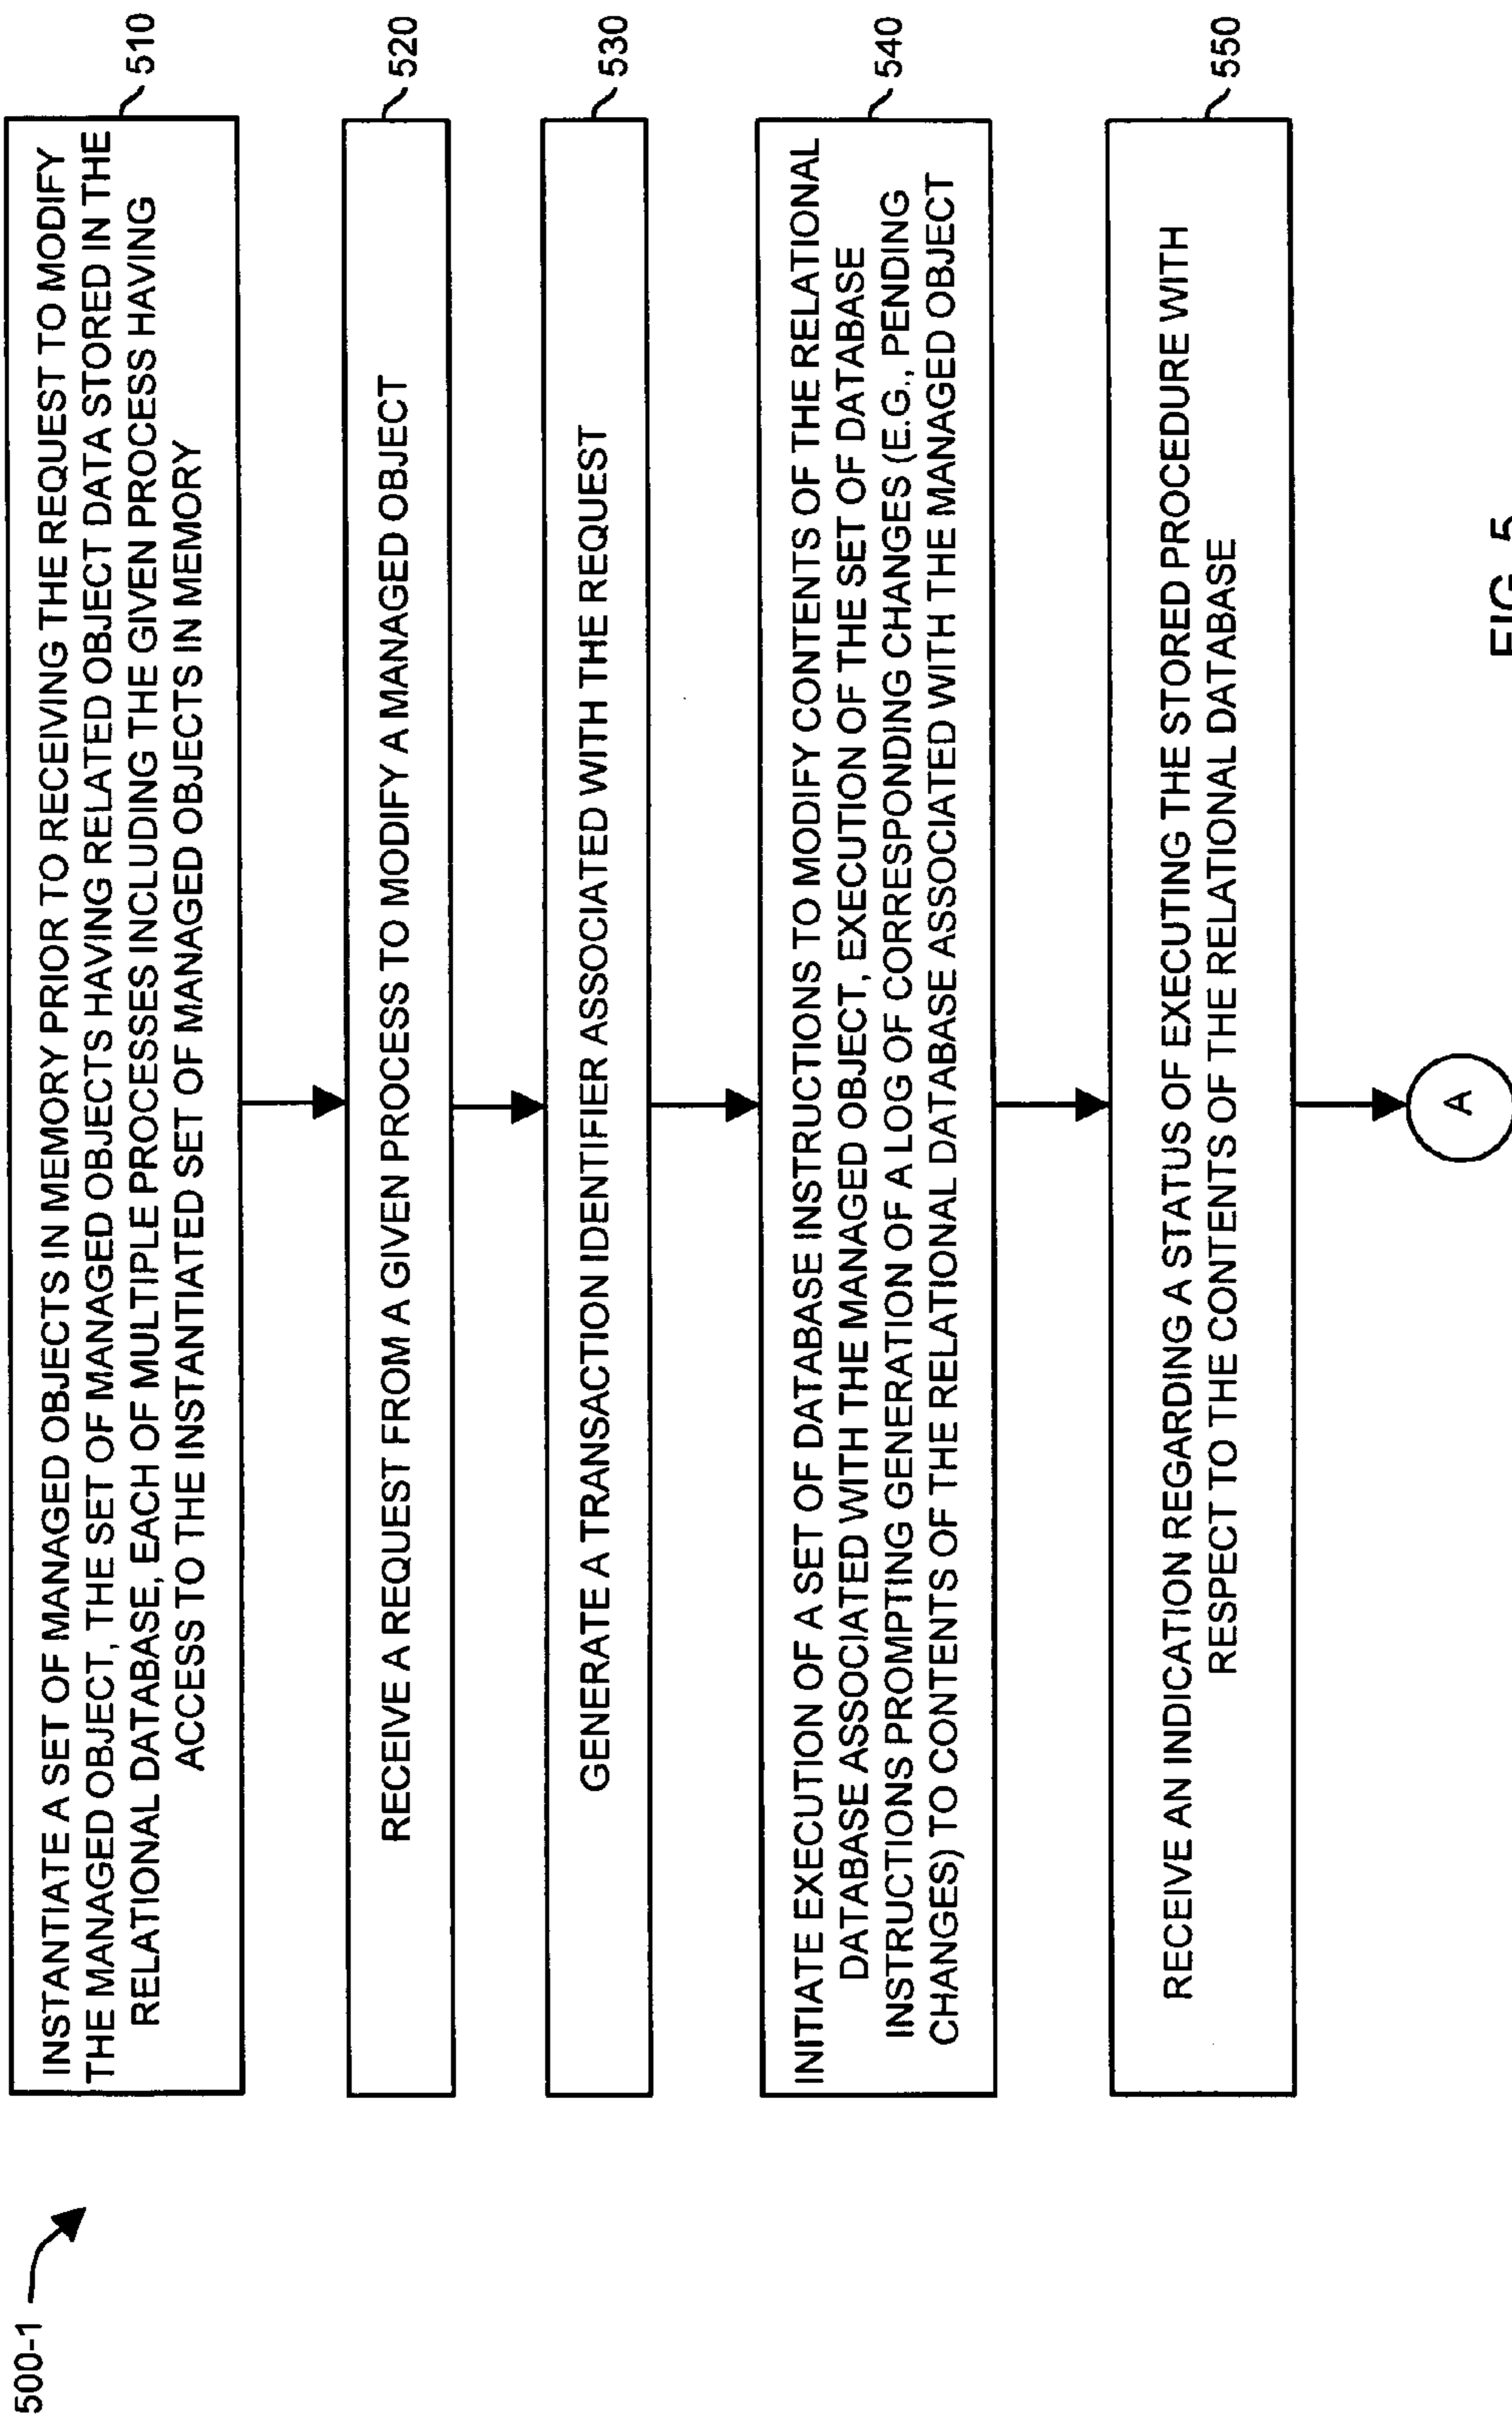 500-1
INSTANTIATE A SET OF MANAGED OBJECTS IN MEMORY PRIOR TO RECEIVING THE REQUEST TO MODIFY
THE MANAGED OBJECT, THE SET OF MANAGED OBJECTS HAVING RELATED OBJECT DATA STORED IN THE
RELATIONAL DATABASE, EACH OF MULTIPLE PROCESSES INCLUDING THE GIVEN PROCESS HAVING
ACCESS TO THE INSTANTIATED SET OF MANAGED OBJECTS IN MEMORY
510
RECEIVE A REQUEST FROM A GIVEN PROCESS TO MODIFY A MANAGED OBJECT
520
GENERATE A TRANSACTION IDENTIFIER ASSOCIATED WITH THE REQUEST
530
INITIATE EXECUTION OF A SET OF DATABASE INSTRUCTIONS TO MODIFY CONTENTS OF THE RELATIONAL
DATABASE ASSOCIATED WITH THE MANAGED OBJECT, EXECUTION OF THE SET OF DATABASE
INSTRUCTIONS PROMPTING GENERATION OF A LOG OF CORRESPONDING CHANGES (E.G., PENDING
CHANGES) TO CONTENTS OF THE RELATIONAL DATABASE ASSOCIATED WITH THE MANAGED OBJECT
540
RECEIVE AN INDICATION REGARDING A STATUS OF EXECUTING THE STORED PROCEDURE WITH
RESPECT TO THE CONTENTS OF THE RELATIONAL DATABASE
550
A
FIG. 5